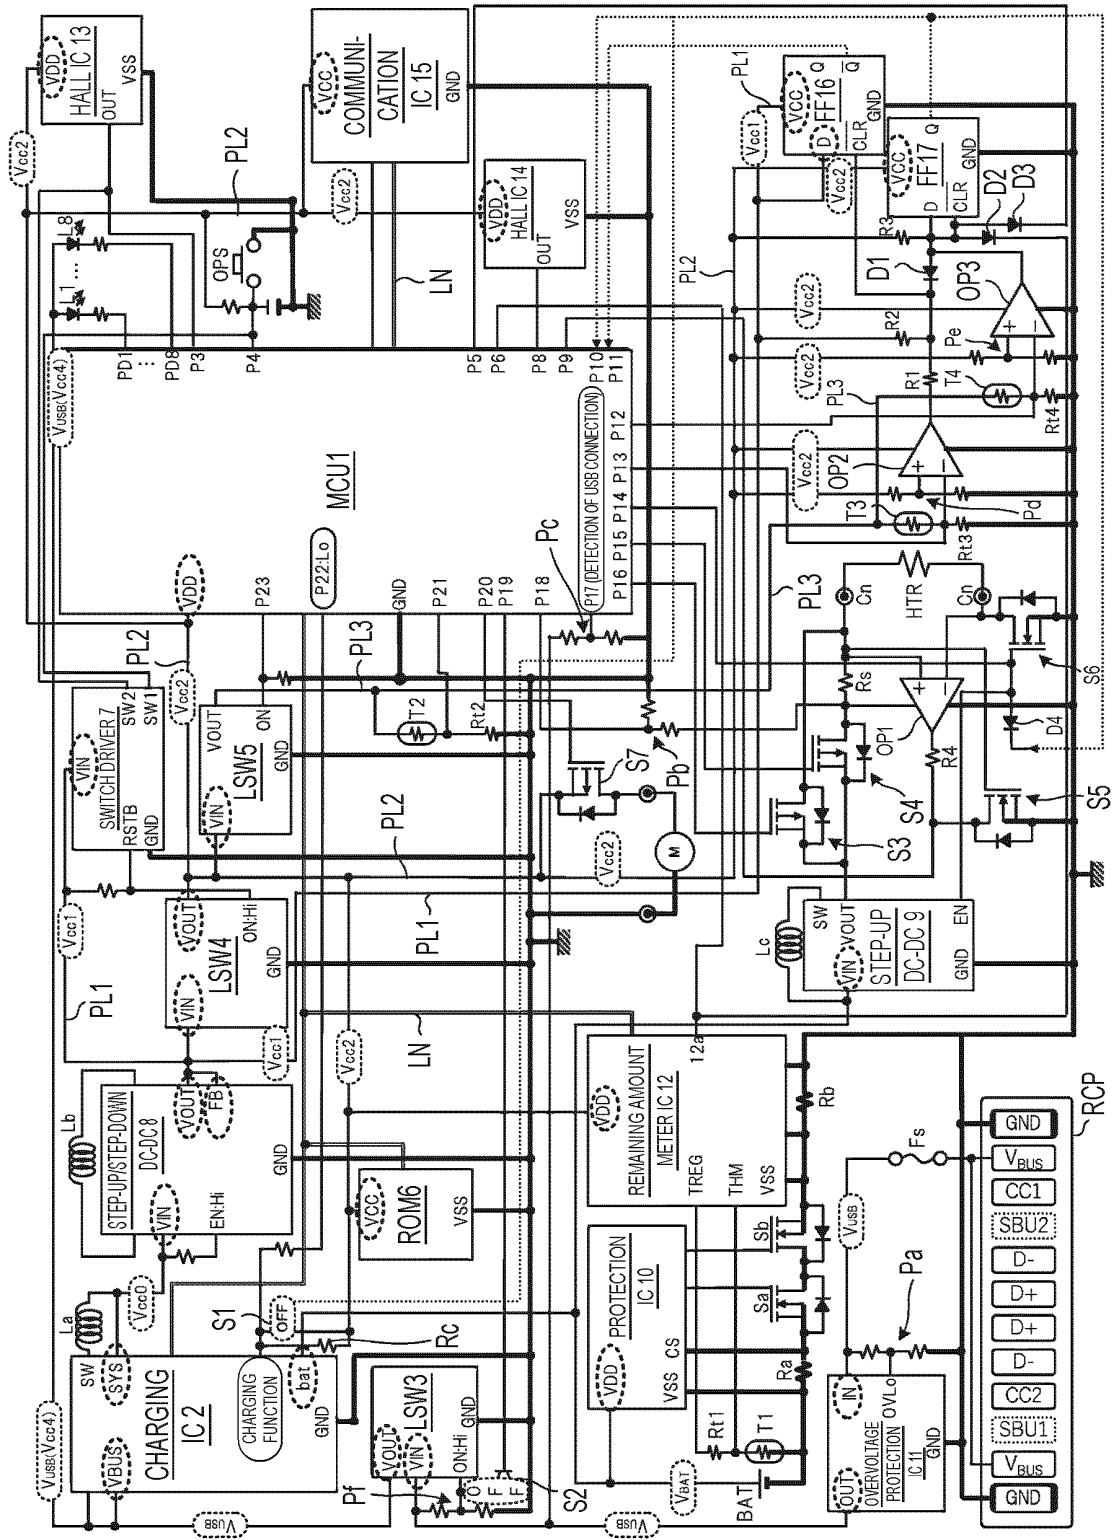 Vcc2
VDD
HALL IC 13
OUT
VSS
PL2
VCC
COMMUNI-
CATION
IC 15
GND
VDD
HALL IC 14
OUT
VSS
Vcc2
L1
...
L8
OPS
LN
VUSB(Vcc4)
PD1
:
PD8
P3
P4
P5
P6
P8
P9
P10
P11
MCU1
VDD
P23
P22:Lo
GND
P21
P20
P19
P18
P17 (DETECTION OF USB CONNECTION)
P16
P15
P14
P13
P12
PL1
Vcc1
VCC
FF16
D
Q
Q
CLR
GND
Vcc2
VCC
FF17
D
Q
CLR
GND
D2
D3
R3
D1
PL2
Vcc2
OP3
Pe
R2
R1
T4
Rt4
PL3
Vcc2
Vcc2
OP2
Pd
T3
Rt3
PL2
Vcc2
SW2
SW1
VIN
SWITCH DRIVER 7
RSTB
GND
VOUT
ON
LSW5
VIN
GND
PL3
T2
Rt2
PL2
Pc
Pb
S7
M
Vcc2
PL1
PL3
Cn
HTR
Cn
Rs
OP1
R4
D4
S6
S5
S4
S3
Vcc1
PL1
VOUT
ON:Hi
LSW4
VIN
GND
Vcc1
Vcc2
LN
Lc
SW
VOUT
VIN
STEP-UP
DC-DC 9
EN
GND
Lb
VOUT
FB
STEP-UP/STEP-DOWN
DC-DC 8
VIN
EN:Hi
GND
VCC
ROM6
VSS
12a
VDD
REMAINING AMOUNT
METER IC 12
TREG
THM
VSS
Rb
Sb
Sa
Ra
PROTECTION
IC 10
VDD
VSS
CS
La
Vcc0
S1
OFF
Rc
SW
SYS
CHARGING
IC 2
CHARGING
FUNCTION
bat
GND
VBUS
VUSB(Vcc4)
VUSB
VOUT
VIN
LSW3
ON:Hi
GND
Pf
O
F
F
S2
Rt1
T1
VBAT
BAT
VUSB
OUT
IN
OVLo
OVERVOLTAGE
PROTECTION
IC 11
GND
Pa
VUSB
Fs
RCP
GND
VBUS
CC1
SBU2
D-
D+
D+
D-
CC2
SBU1
VBUS
GND